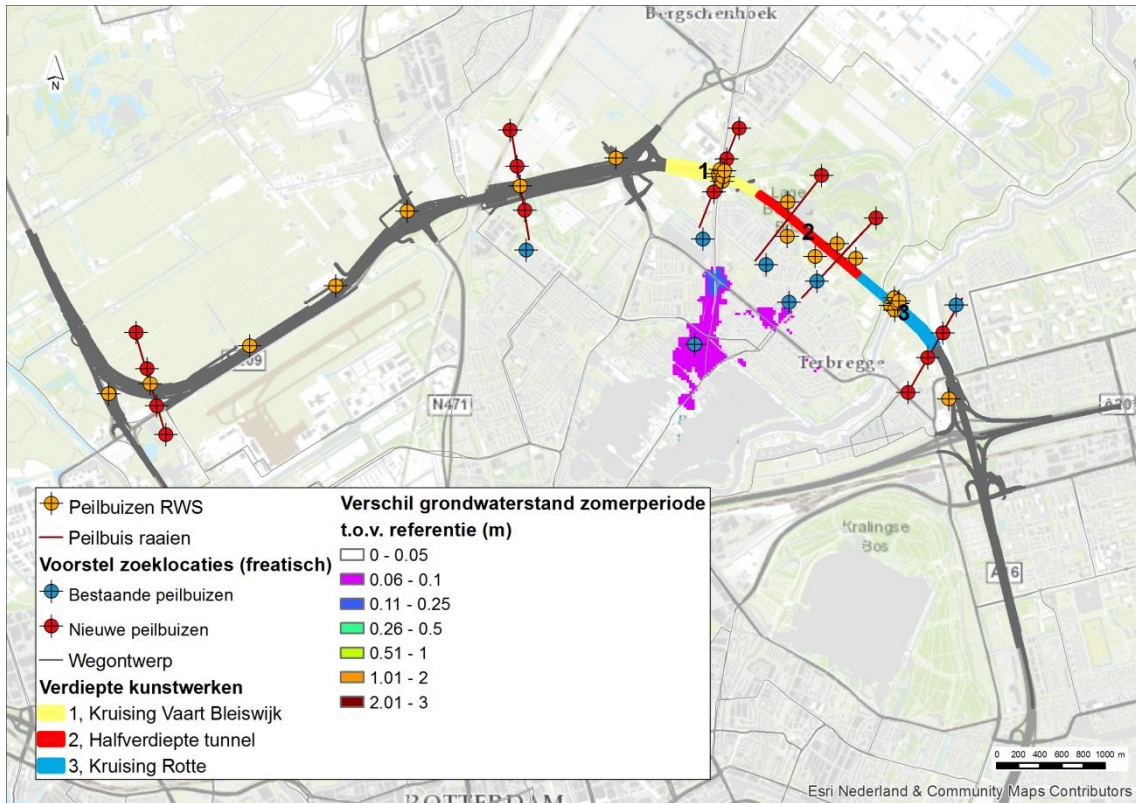 Bergschenhoek
N
1
2
3
Terbregge
N471
A20
Kralingse
Bos
A16
Peilbuizen RWS
Peilbuis raaien
Voorstel zoeklocaties (freatisch)
Bestaande peilbuizen
Nieuwe peilbuizen
Wegontwerp
Verdiepte kunstwerken
1, Kruising Vaart Bleiswijk
2, Halfverdiepte tunnel
3, Kruising Rotte
Verschil grondwaterstand zomerperiode
t.o.v. referentie (m)
0 - 0.05
0.06 - 0.1
0.11 - 0.25
0.26 - 0.5
0.51 - 1
1.01 - 2
2.01 - 3
0 200 400 600 800 1000 m
Esri Nederland & Community Maps Contributors
ROTTERDAM